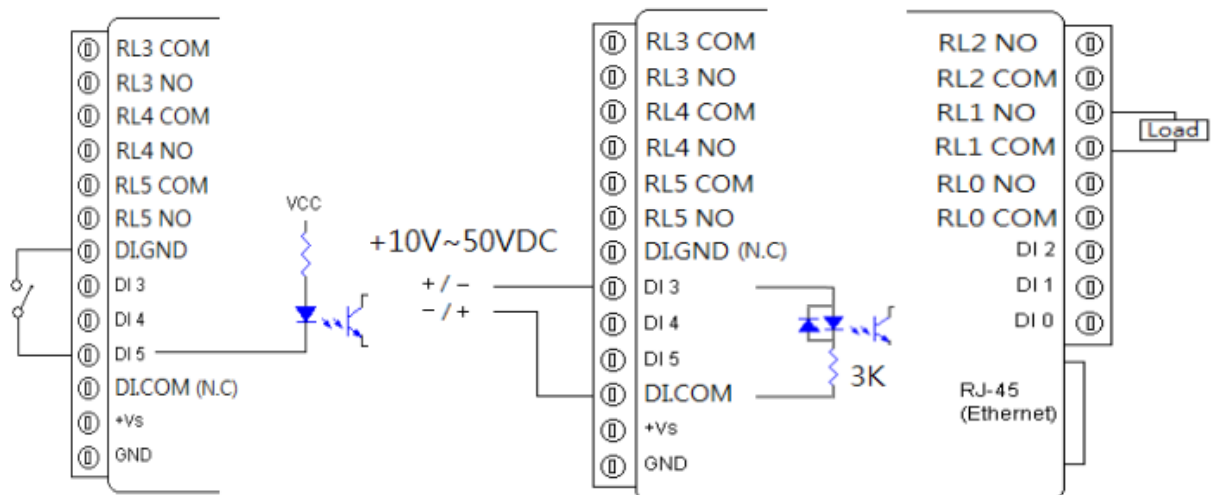 RL3 COM
RL3 NO
RL4 COM
RL4 NO
RL5 COM
RL5 NO
DI.GND
DI 3
DI 4
DI 5
DI.COM (N.C)
+Vs
GND
VCC
+10V~50VDC
+ / −
− / +
RL3 COM
RL3 NO
RL4 COM
RL4 NO
RL5 COM
RL5 NO
DI.GND (N.C)
DI 3
DI 4
DI 5
DI.COM
+Vs
GND
3K
RL2 NO
RL2 COM
RL1 NO
RL1 COM
RL0 NO
RL0 COM
DI 2
DI 1
DI 0
RJ-45
(Ethernet)
Load